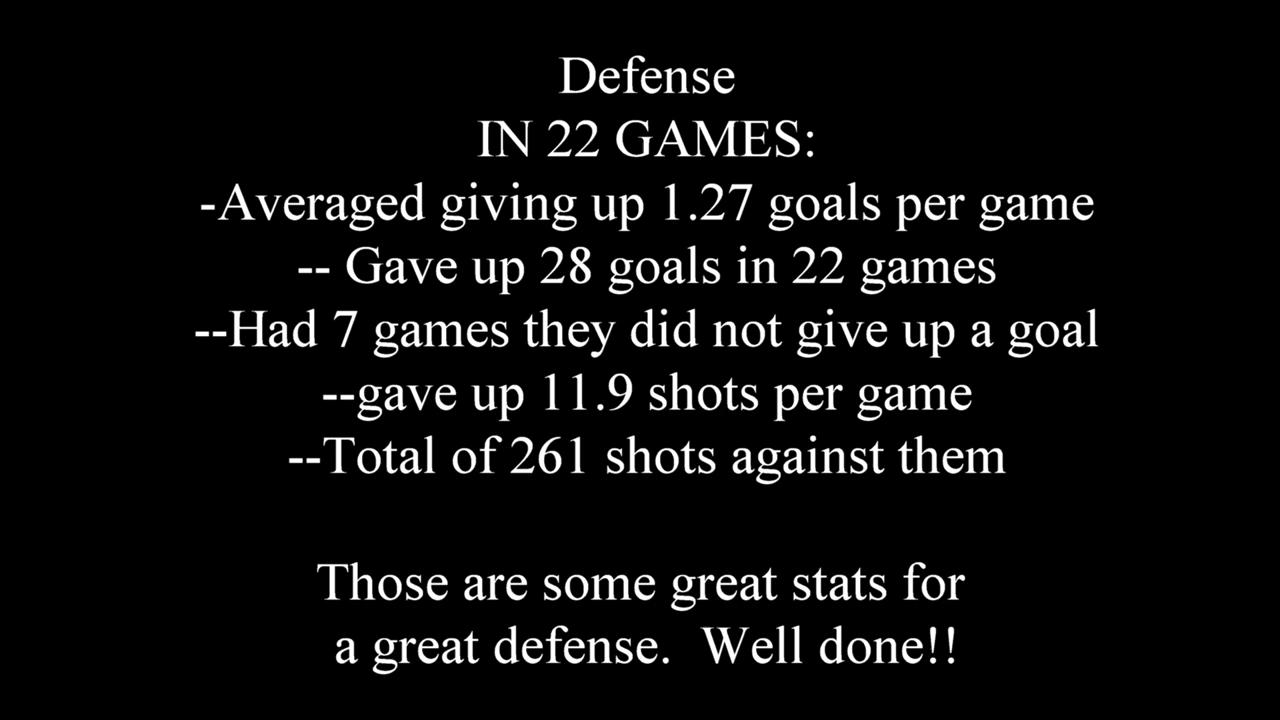 Defense
IN 22 GAMES:
-Averaged giving up 1.27 goals per game
-- Gave up 28 goals in 22 games
--Had 7 games they did not give up a goal
--gave up 11.9 shots per game
--Total of 261 shots against them
Those are some great stats for
a great defense.  Well done!!